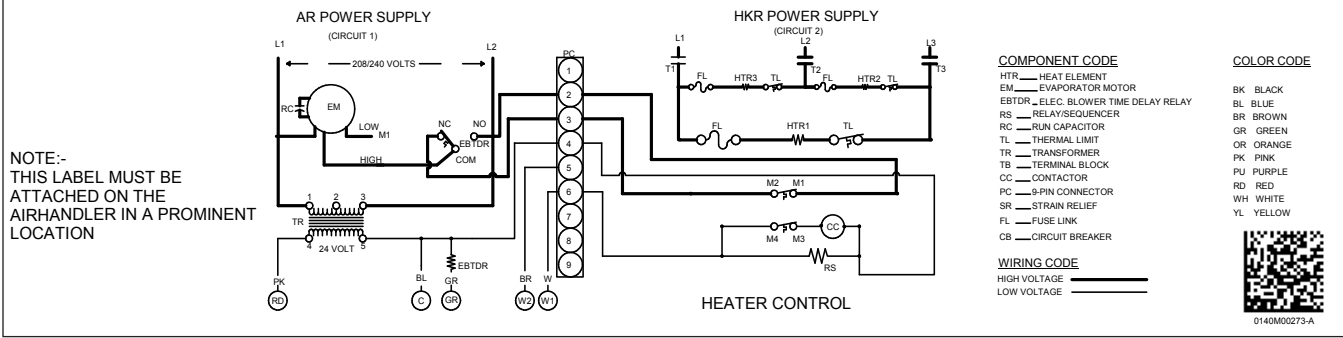 AR POWER SUPPLY
(CIRCUIT 1)
L1
L2
208/240 VOLTS
RC
EM
LOW
M1
HIGH
NC
NO
EBTDR
COM
1
2
3
TR
4
24 VOLT
5
EBTDR
PK
RD
BL
C
GR
GR
BR
W2
W
W1
PC
1
2
3
4
5
6
7
8
9
HKR POWER SUPPLY
(CIRCUIT 2)
L1
L2
L3
T1
T2
T3
FL
HTR3
TL
FL
HTR2
TL
FL
HTR1
TL
M2
M1
M4
M3
CC
RS
HEATER CONTROL
NOTE:-
THIS LABEL MUST BE
ATTACHED ON THE
AIRHANDLER IN A PROMINENT
LOCATION
COMPONENT CODE
HTR HEAT ELEMENT
EM EVAPORATOR MOTOR
EBTDR ELEC. BLOWER TIME DELAY RELAY
RS RELAY/SEQUENCER
RC RUN CAPACITOR
TL THERMAL LIMIT
TR TRANSFORMER
TB TERMINAL BLOCK
CC CONTACTOR
PC 9-PIN CONNECTOR
SR STRAIN RELIEF
FL FUSE LINK
CB CIRCUIT BREAKER
WIRING CODE
HIGH VOLTAGE
LOW VOLTAGE
COLOR CODE
BK BLACK
BL BLUE
BR BROWN
GR GREEN
OR ORANGE
PK PINK
PU PURPLE
RD RED
WH WHITE
YL YELLOW
0140M00273-A